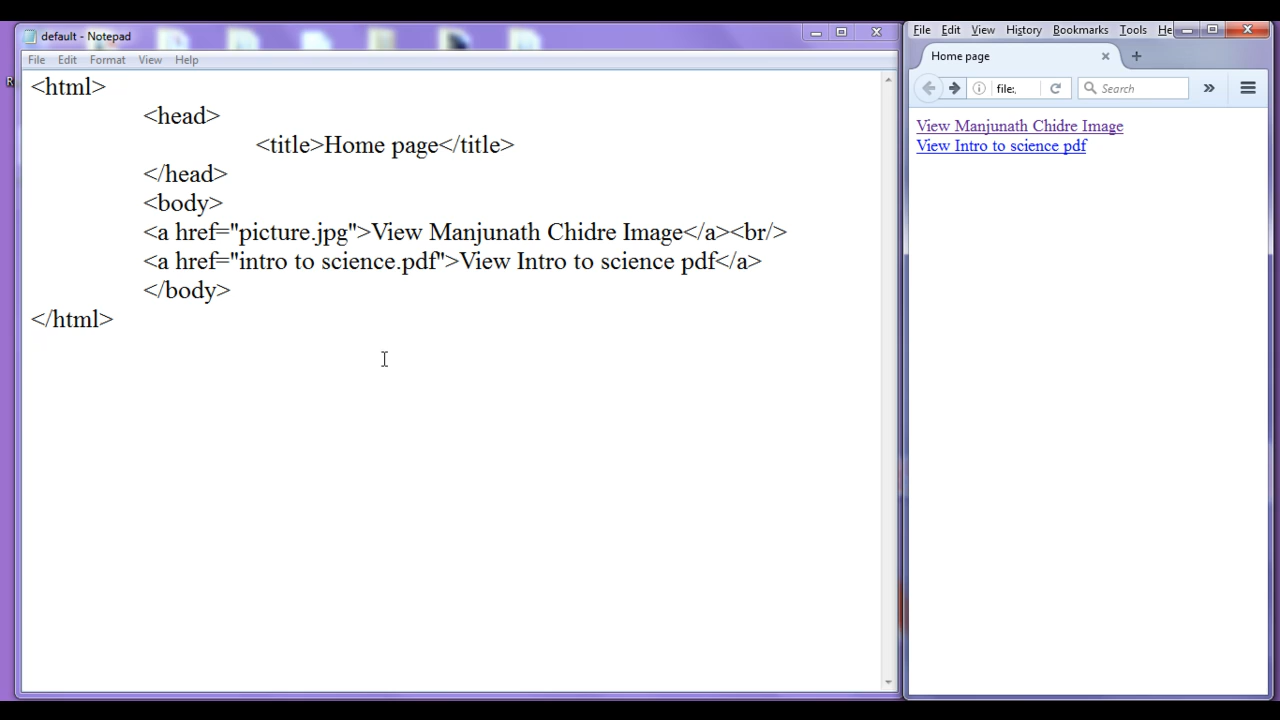 default - Notepad
File Edit Format View Help
<html>
<head>
<title>Home page</title>
</head>
<body>
<a href="picture.jpg">View Manjunath Chidre Image</a><br/>
<a href="intro to science.pdf">View Intro to science pdf</a>
</body>
</html>
R
File Edit View History Bookmarks Tools He
Home page
file:
Search
View Manjunath Chidre Image
View Intro to science pdf